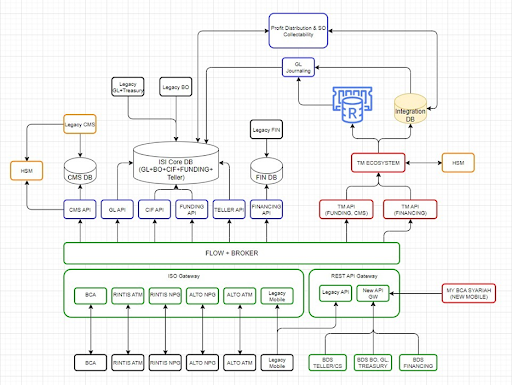 Profit Distribution & SO
Collectability
GL
Journaling
Legacy
GL+Treasury
Legacy BO
R
Integration
DB
Legacy CMS
Legacy FIN
HSM
CMS DB
ISI Core DB
(GL+BO+CIF+FUNDING+
Teller)
FIN DB
TM ECOSYSTEM
HSM
CMS API
GL API
CIF API
FUNDING
API
TELLER API
FINANCING
API
TM API
(FUNDING, CMS)
TM API
(FINANCING)
FLOW + BROKER
ISO Gateway
REST API Gateway
BCA
RINTIS ATM
RINTIS NPG
ALTO NPG
ALTO ATM
Legacy
Mobile
Legacy API
New API
GW
MY BCA SYARIAH
(NEW MOBILE)
BCA
RINTIS ATM
RINTIS NPG
ALTO NPG
ALTO ATM
Legacy
Mobile
BDS
TELLER/CS
BDS BO, GL,
TREASURY
BDS
FINANCING